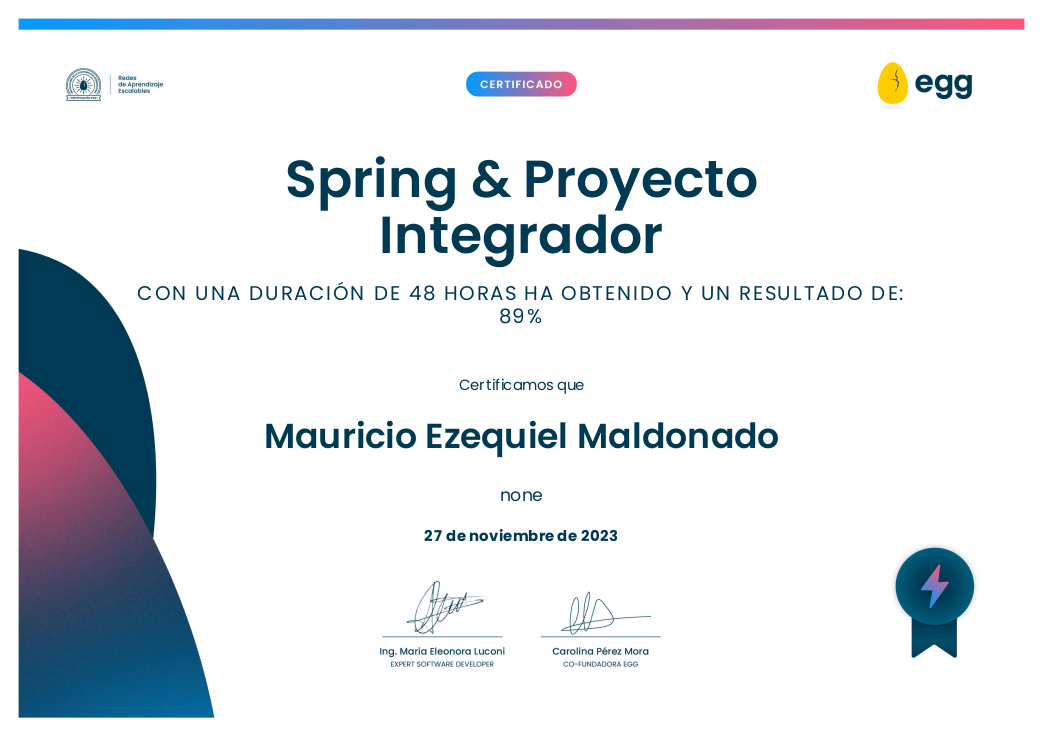 Redes
de Aprendizaje
Escalables
CERTIFICADO
egg
Spring & Proyecto
Integrador
CON UNA DURACIÓN DE 48 HORAS HA OBTENIDO Y UN RESULTADO DE:
89%
Certificamos que
Mauricio Ezequiel Maldonado
none
27 de noviembre de 2023
Ing. Maria Eleonora Luconi
EXPERT SOFTWARE DEVELOPER
Carolina Pérez Mora
CO-FUNDADORA EGG